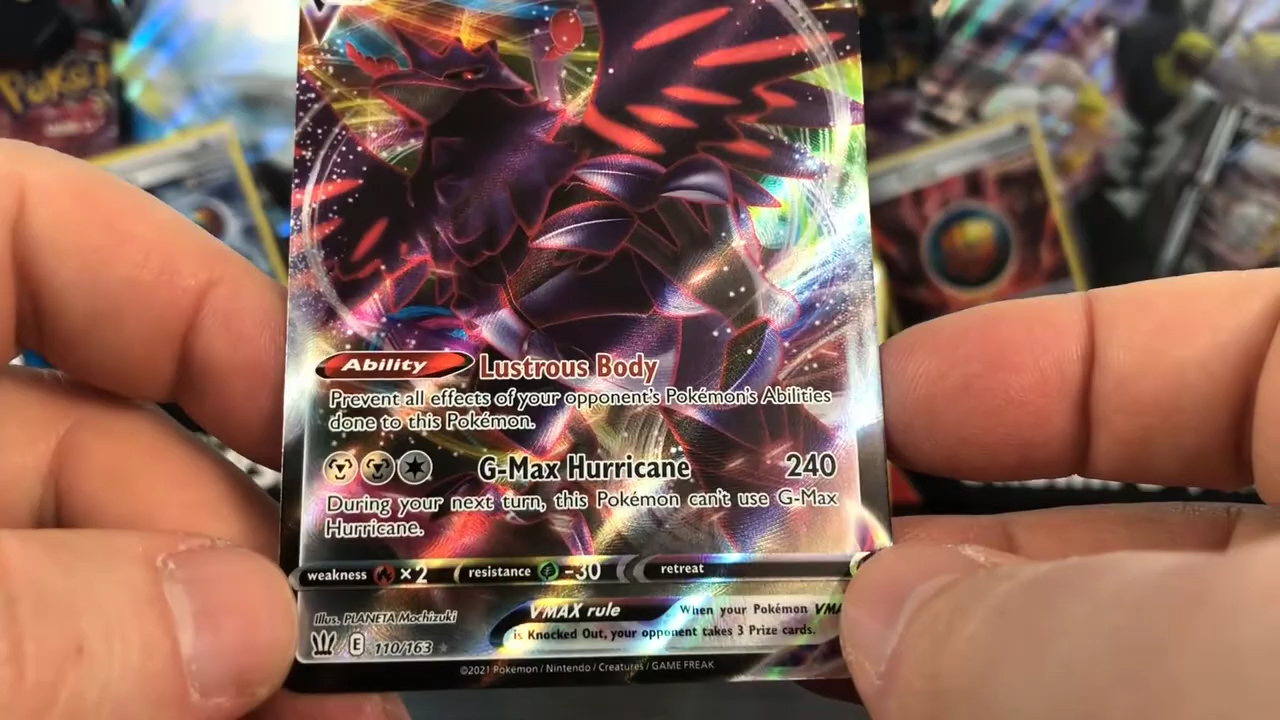 Ability Lustrous Body
Prevent all effects of your opponent's Pokémon's Abilities
done to this Pokémon.
G-Max Hurricane 240
During your next turn, this Pokémon can't use G-Max
Hurricane.
weakness ×2 resistance -30 retreat
Illus. PLANETA Mochizuki
VMAX rule When your Pokémon VMA
is Knocked Out, your opponent takes 3 Prize cards.
E 110/163
©2021 Pokémon / Nintendo / Creatures / GAME FREAK